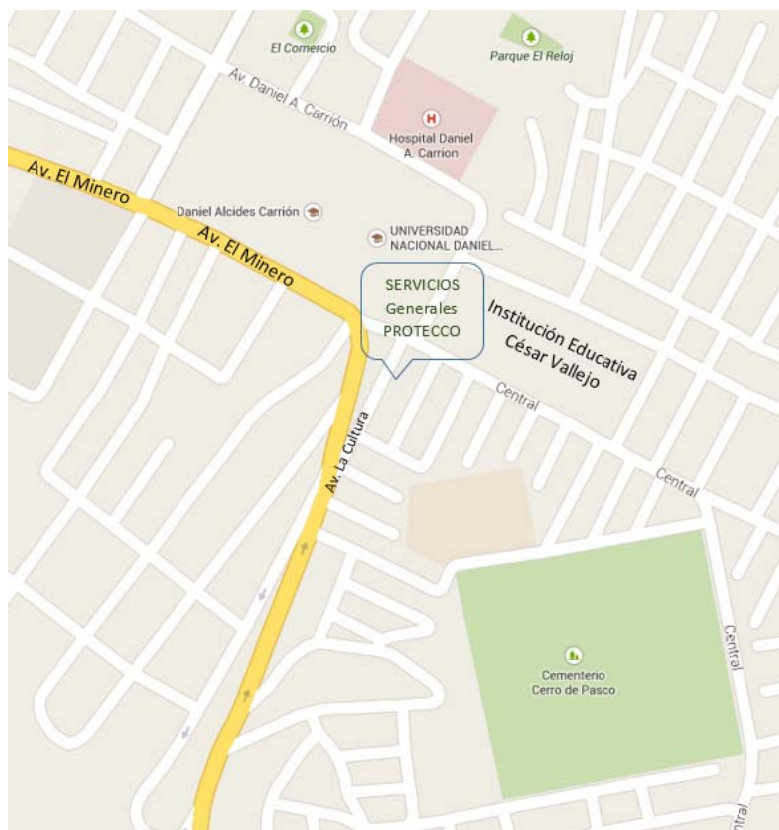 El Comercio
Parque El Reloj
Av. Daniel A. Carrión
Hospital Daniel
A. Carrion
Av. El Minero
Daniel Alcides Carrión
Av. El Minero
UNIVERSIDAD
NACIONAL DANIEL...
SERVICIOS
Generales
PROTECCO
Institución Educativa
César Vallejo
Central
Av. La Cultura
Central
Central
Cementerio
Cerro de Pasco
ntral